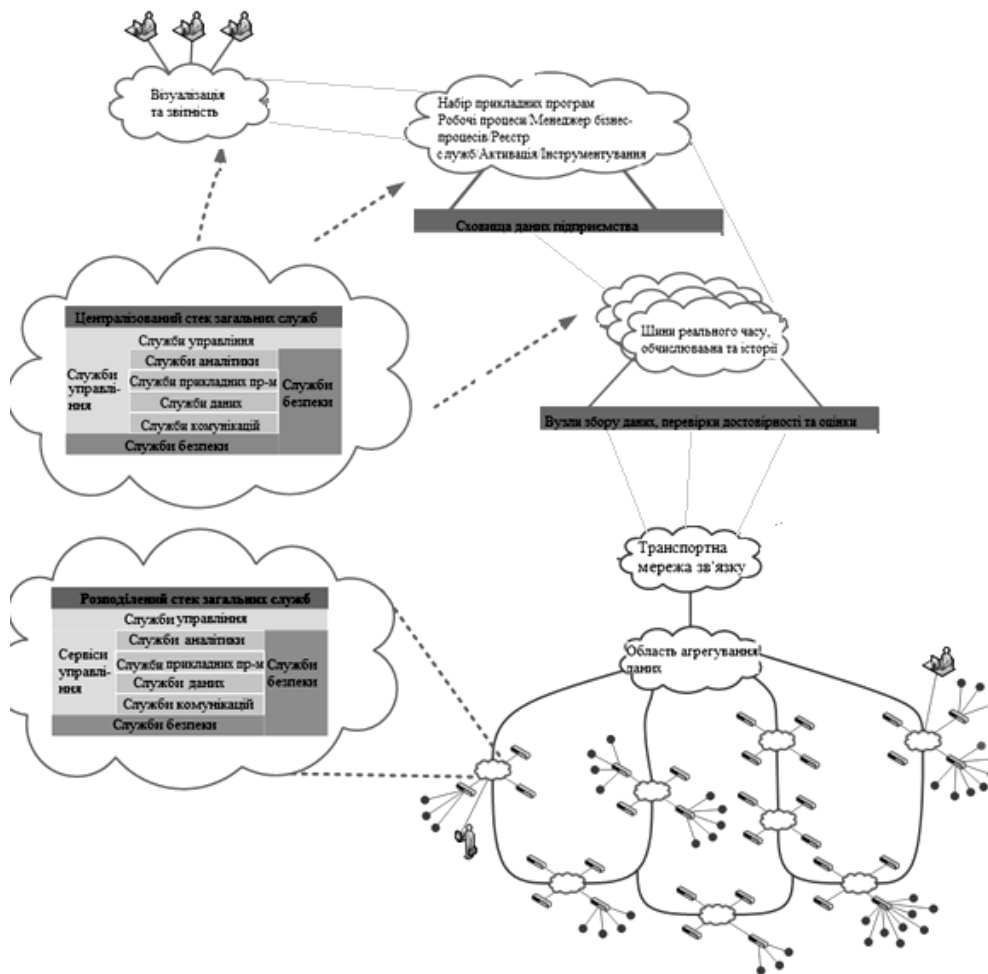 Візуалізація
та звітність
Набір прикладних програм
Робочі процеси/Менеджер бізнес-
процесів/Реєстр
служб/Активація/Інструментування
Сховища даних підприємства
Централізований стек загальних служб
Служби управління
Служби
управлі-
ння
Служби аналітики
Служби прикладних пр-м
Служби даних
Служби комунікацій
Служби
безпеки
Служби безпеки
Шини реального часу,
обчислювальна та історії
Вузли збору даних, перевірки достовірності та оцінки
Транспортна
мережа зв'язку
Розподілений стек загальних служб
Служби управління
Сервіси
управлі-
ння
Служби аналітики
Служби прикладних пр-м
Служби даних
Служби комунікацій
Служби
безпеки
Служби безпеки
Область агрегування
даних